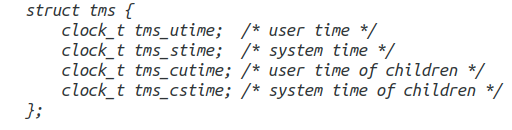 struct tms {
    clock_t tms_utime;  /* user time */
    clock_t tms_stime;  /* system time */
    clock_t tms_cutime; /* user time of children */
    clock_t tms_cstime; /* system time of children */
};